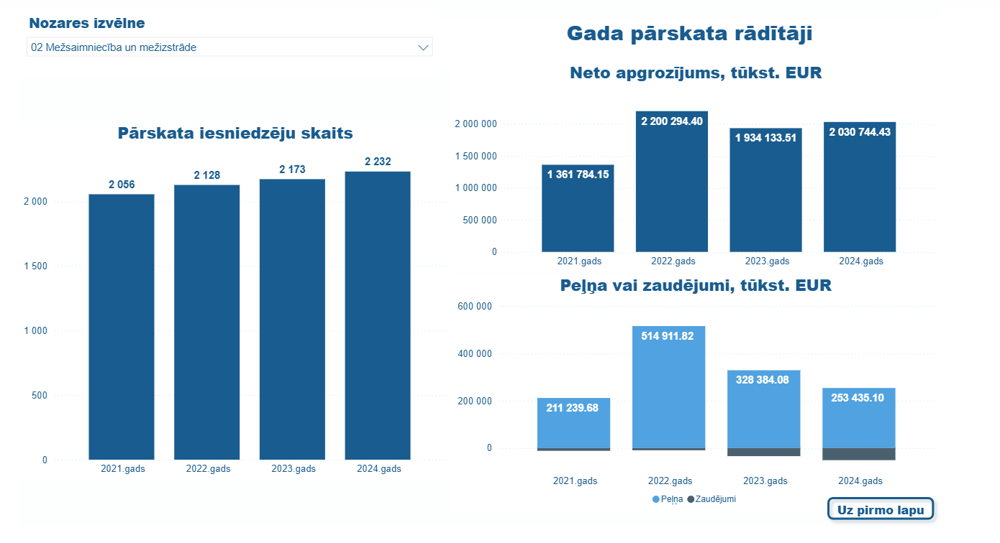 Nozares izvēlne
02 Mežsaimniecība un mežizstrāde
Pārskata iesniedzēju skaits
2 056
2 128
2 173
2 232
2 000
1 500
1 000
500
0
2021.gads
2022.gads
2023.gads
2024.gads
Gada pārskata rādītāji
Neto apgrozījums, tūkst. EUR
2 000 000
1 500 000
1 000 000
500 000
0
1 361 784.15
2 200 294.40
1 934 133.51
2 030 744.43
2021.gads
2022.gads
2023.gads
2024.gads
Peļņa vai zaudējumi, tūkst. EUR
600 000
400 000
200 000
0
211 239.68
514 911.82
328 384.08
253 435.10
2021.gads
2022.gads
2023.gads
2024.gads
Peļņa Zaudējumi
Uz pirmo lapu